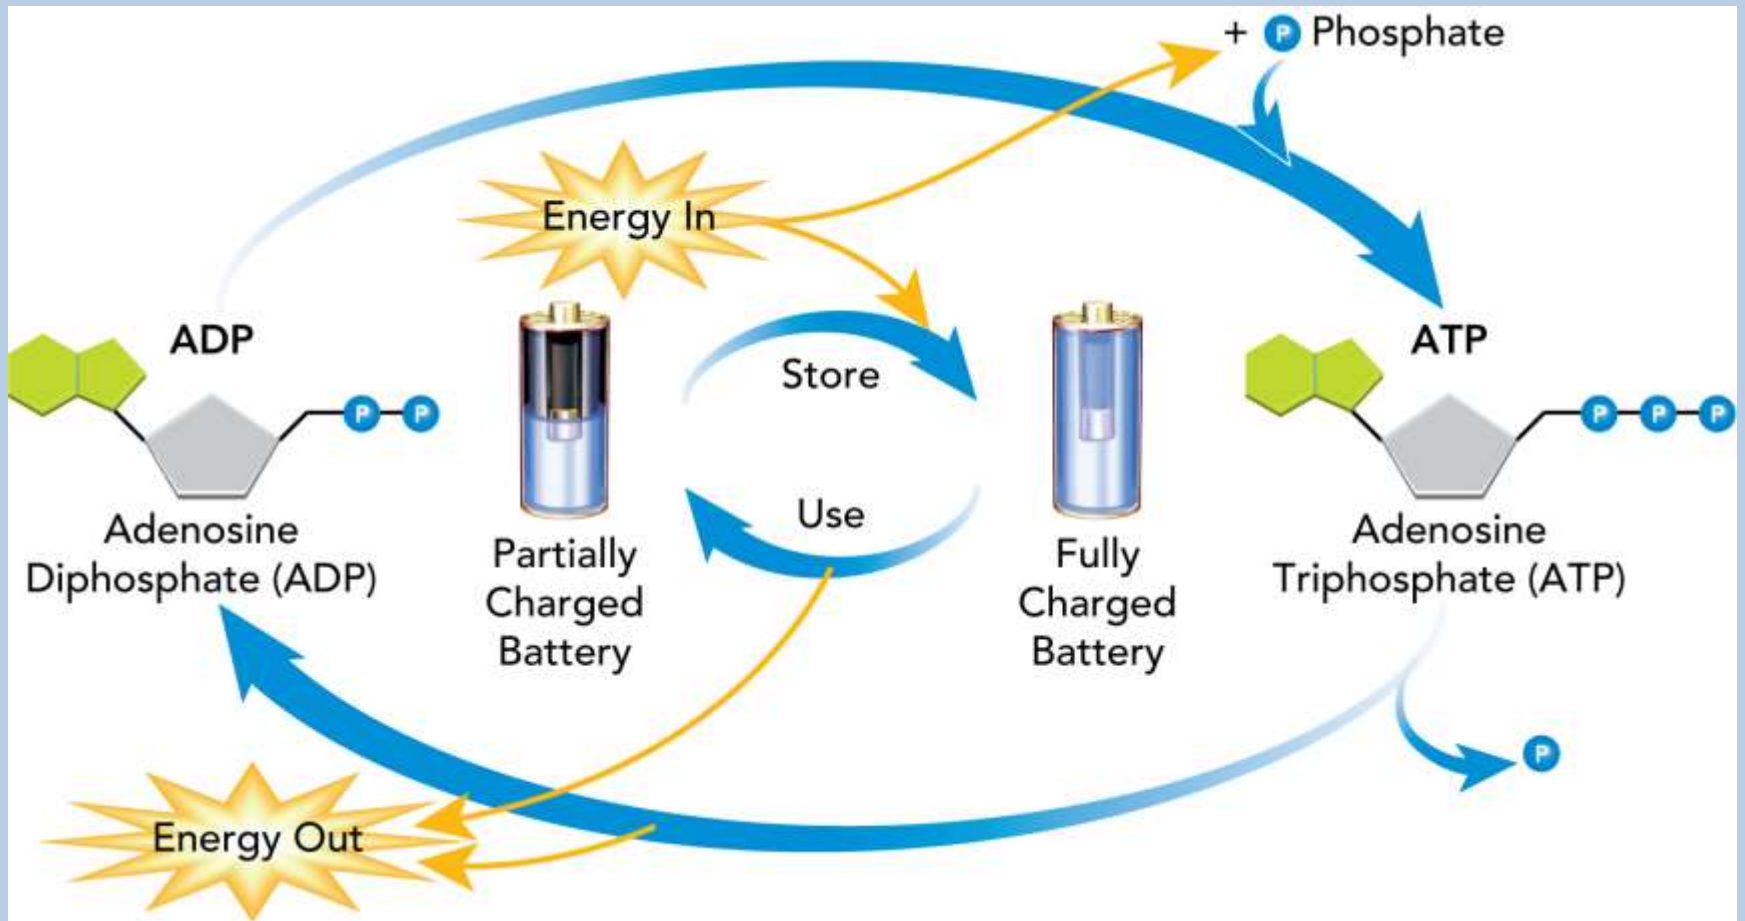 + P Phosphate
Energy In
ADP
ATP
Store
P P
P P P
Use
Adenosine
Diphosphate (ADP)
Partially
Charged
Battery
Fully
Charged
Battery
Adenosine
Triphosphate (ATP)
P
Energy Out